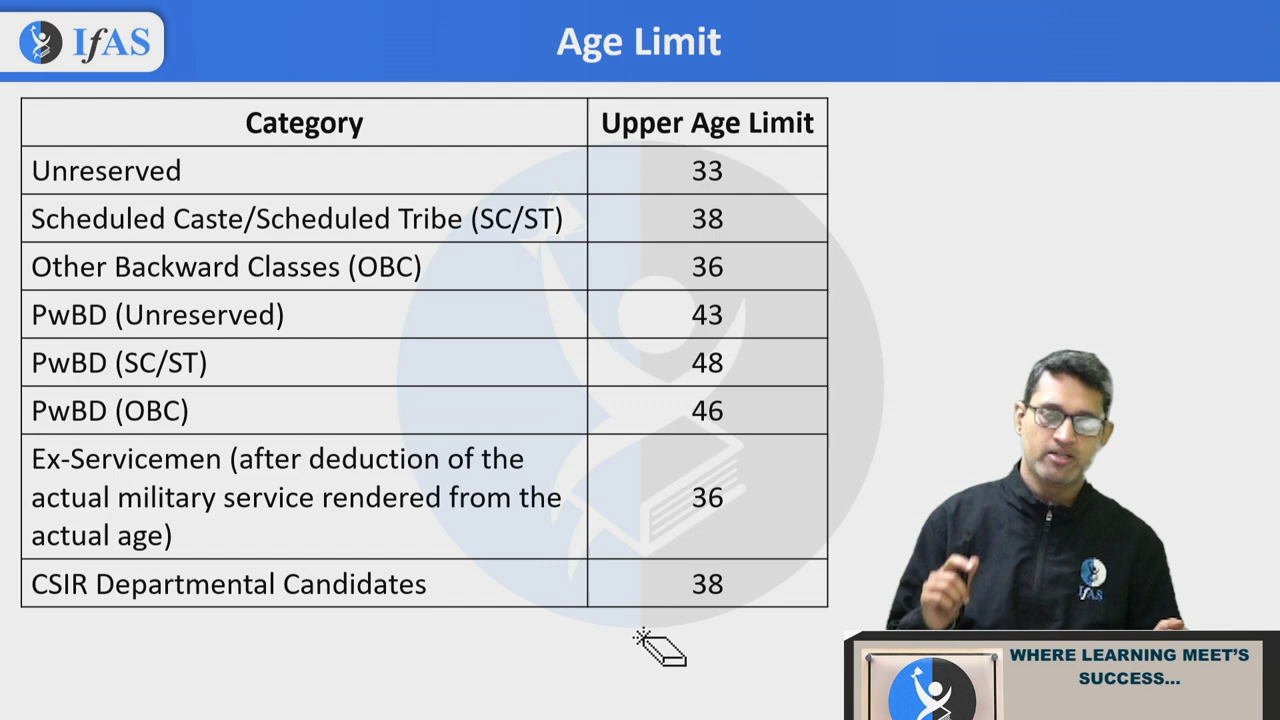 IfAS
Age Limit
Category Upper Age Limit
Unreserved 33
Scheduled Caste/Scheduled Tribe (SC/ST) 38
Other Backward Classes (OBC) 36
PwBD (Unreserved) 43
PwBD (SC/ST) 48
PwBD (OBC) 46
Ex-Servicemen (after deduction of the
actual military service rendered from the 36
actual age)
CSIR Departmental Candidates 38
IfAS
WHERE LEARNING MEET'S
SUCCESS...